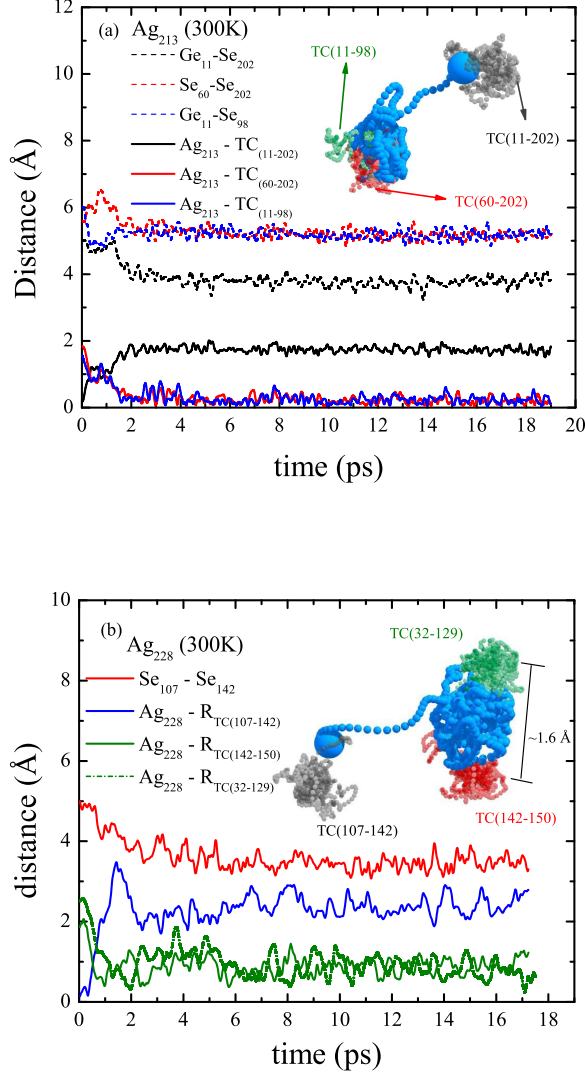 (a) Ag213 (300K)
Ge11-Se202
Se60-Se202
Ge11-Se98
Ag213 - TC(11-202)
Ag213 - TC(60-202)
Ag213 - TC(11-98)
TC(11-98)
TC(11-202)
TC(60-202)
12
10
8
6
4
2
0
Distance (Å)
0 2 4 6 8 10 12 14 16 18 20
time (ps)
(b) Ag228 (300K)
Se107 - Se142
Ag228 - RTC(107-142)
Ag228 - RTC(142-150)
Ag228 - RTC(32-129)
TC(32-129)
~1.6 Å
TC(107-142)
TC(142-150)
10
8
6
4
2
0
distance (Å)
0 2 4 6 8 10 12 14 16 18
time (ps)